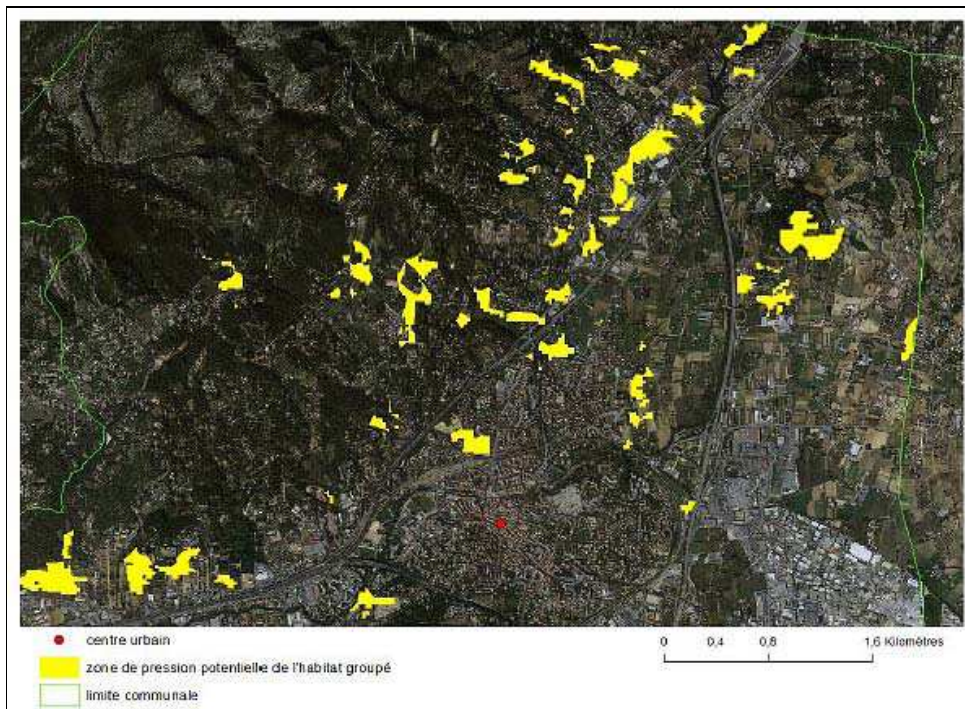 centre urbain
0 0,4 0,8 1,6 Kilomètres
zone de pression potentielle de l'habitat groupé
limite communale